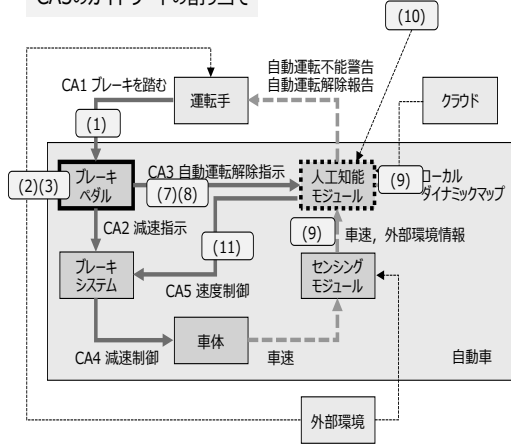 CA3のガイドワードの割り当て
(10)
自動運転不能警告
自動運転解除報告
CA1 ブレーキを踏む
運転手
クラウド
(1)
(2)(3)
ブレーキ
ペダル
CA3 自動運転解除指示
(7)(8)
人工知能
モジュール
(9)
ローカル
ダイナミックマップ
CA2 減速指示
(11)
(9)
車速，外部環境情報
ブレーキ
システム
センシング
モジュール
CA5 速度制御
車体
CA4 減速制御
車速
自動車
外部環境